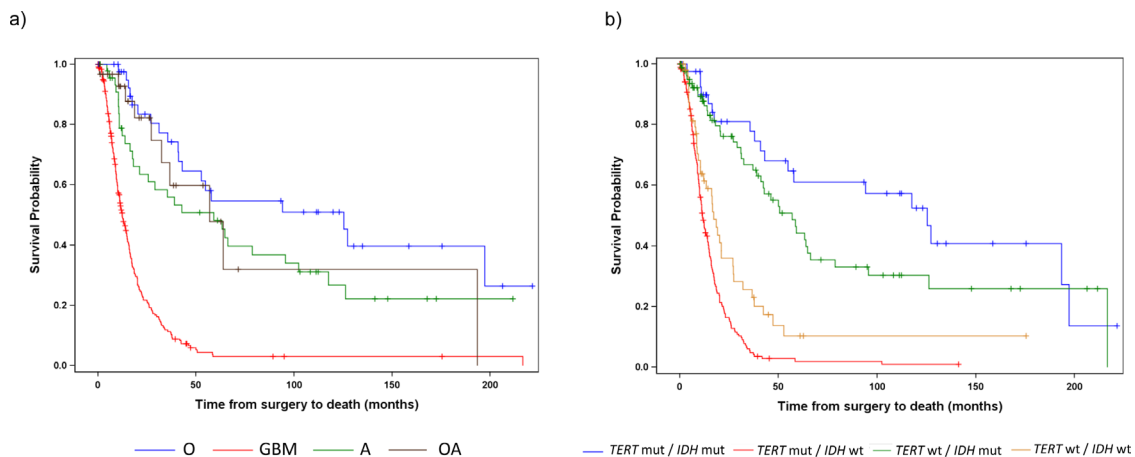 a)
1.0
0.8
0.6
0.4
0.2
0.0
Survival Probability
0 50 100 150 200
Time from surgery to death (months)
O GBM A OA
b)
1.0
0.8
0.6
0.4
0.2
0.0
Survival Probability
0 50 100 150 200
Time from surgery to death (months)
TERT mut / IDH mut TERT mut / IDH wt TERT wt / IDH mut TERT wt / IDH wt